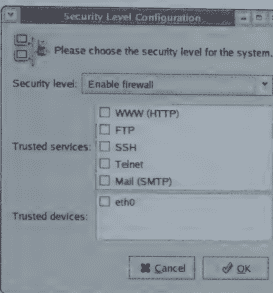 Security Level Configuration
Please choose the security level for the system.
Security level: Enable firewall
Trusted services:
WWW (HTTP)
FTP
SSH
Telnet
Mail (SMTP)
Trusted devices:
eth0
Cancel
OK